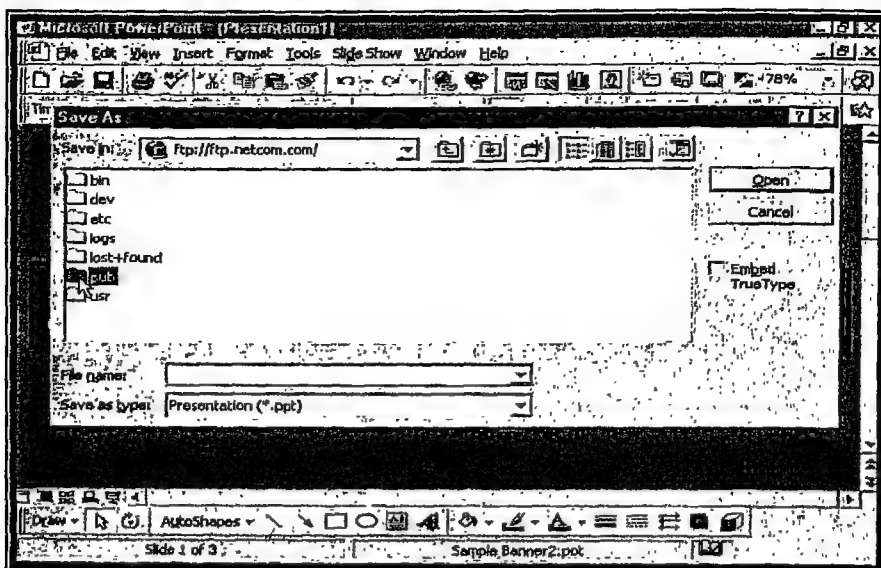 Microsoft PowerPoint - [Presentation1]
File Edit View Insert Format Tools Slide Show Window Help
78%
Save As
Save in: ftp://ftp.netcom.com/
bin
dev
etc
logs
lost+found
pub
usr
Open
Cancel
Embed TrueType
File name:
Save as type: Presentation (*.ppt)
Draw AutoShapes
Slide 1 of 3 Sample Banner2.pot